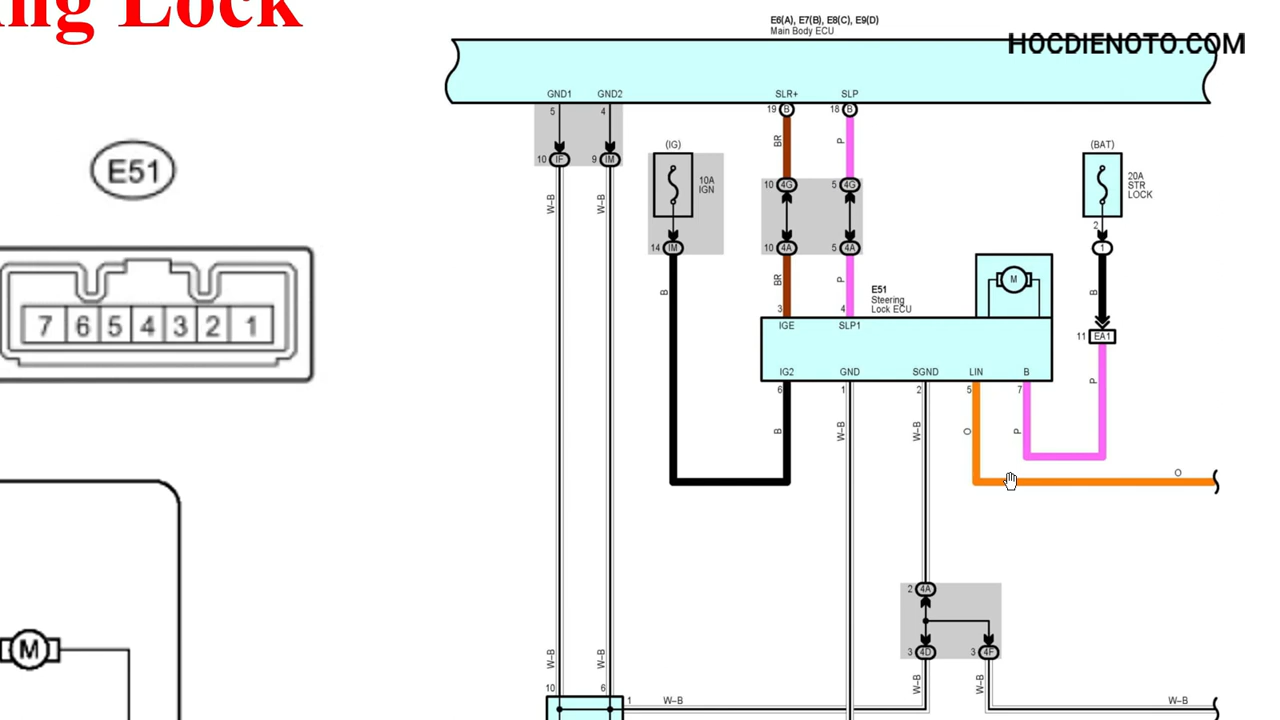 ing Lock
HOCDIENOTO.COM
E6(A), E7(B), E8(C), E9(D)
Main Body ECU
GND1
GND2
SLR+
SLP
5
4
19
B
18
B
10
IF
9
IM
(IG)
10A
IGN
14
IM
BR
P
10
4G
5
4G
10
4A
5
4A
BR
P
(BAT)
20A
STR
LOCK
2
1
B
11
EA1
P
E51
7
6
5
4
3
2
1
W-B
W-B
B
E51
Steering
Lock ECU
M
3
4
IGE
SLP1
IG2
GND
SGND
LIN
B
6
1
2
5
7
B
W-B
W-B
O
P
O
2
4A
3
4D
3
4F
M
W-B
W-B
W-B
10
6
1
W-B
W-B